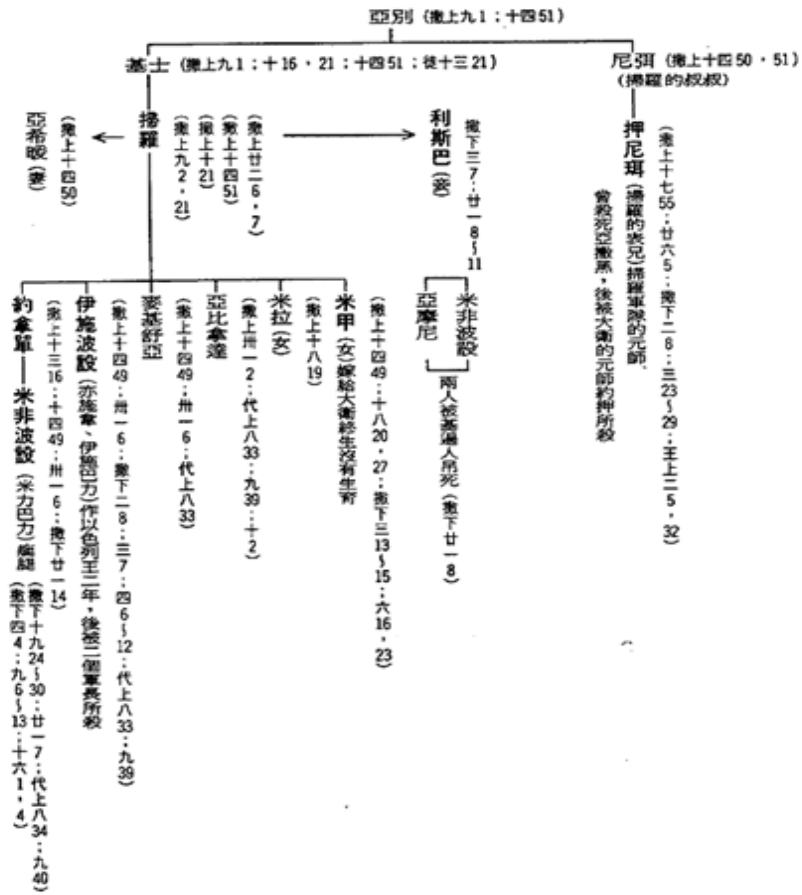 亞別 (撒上九1；十四51)
基士 (撒上九1；十16，21；十四51；徒十三21)
尼珥 (撒上十四50，51)
(掃羅的叔叔)
押尼珥 (掃羅的表兄)掃羅軍隊的元帥，
曾殺死亞撒黑，後被大衛的元帥約押所殺
(撒上十七55；廿六5；撒下二8；三23～29；王上二5，32)
利斯巴 (妾)
撒下三7；廿一8～11
掃羅
(撒上九2，21)
(撒上十21)
(撒上十四51)
(撒上廿二6，7)
亞希暖 (妻)
(撒上十四50)
米非波設
亞摩尼
兩人被基遍人吊死 (撒下廿一8)
米甲 (女) 嫁給大衛終生沒有生育
(撒上十四49；十八20，27；撒下三13～15；六16，23)
米拉 (女)
(撒上十八19)
亞比拿達
(撒上卅一2；代上八33；九39；十2)
麥基舒亞
(撒上十四49；卅一6；代上八33)
伊施波設 (亦施拿、伊施巴力) 作以色列王二年，後被二個軍長所殺
(撒上十四49；卅一6；撒下二8；三7；四6～12；代上八33；九39)
約拿單——米非波設 (米力巴力) 瘸腿
(撒上十三16；十四49；卅一6；撒下廿一14)
(撒下十九24～30；廿一7；代上八34；九40)
(撒下四4；九6～13；十六1，4)